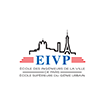 EIVP
ÉCOLE DES INGÉNIEURS DE LA VILLE
DE PARIS
ÉCOLE SUPÉRIEURE DU GÉNIE URBAIN